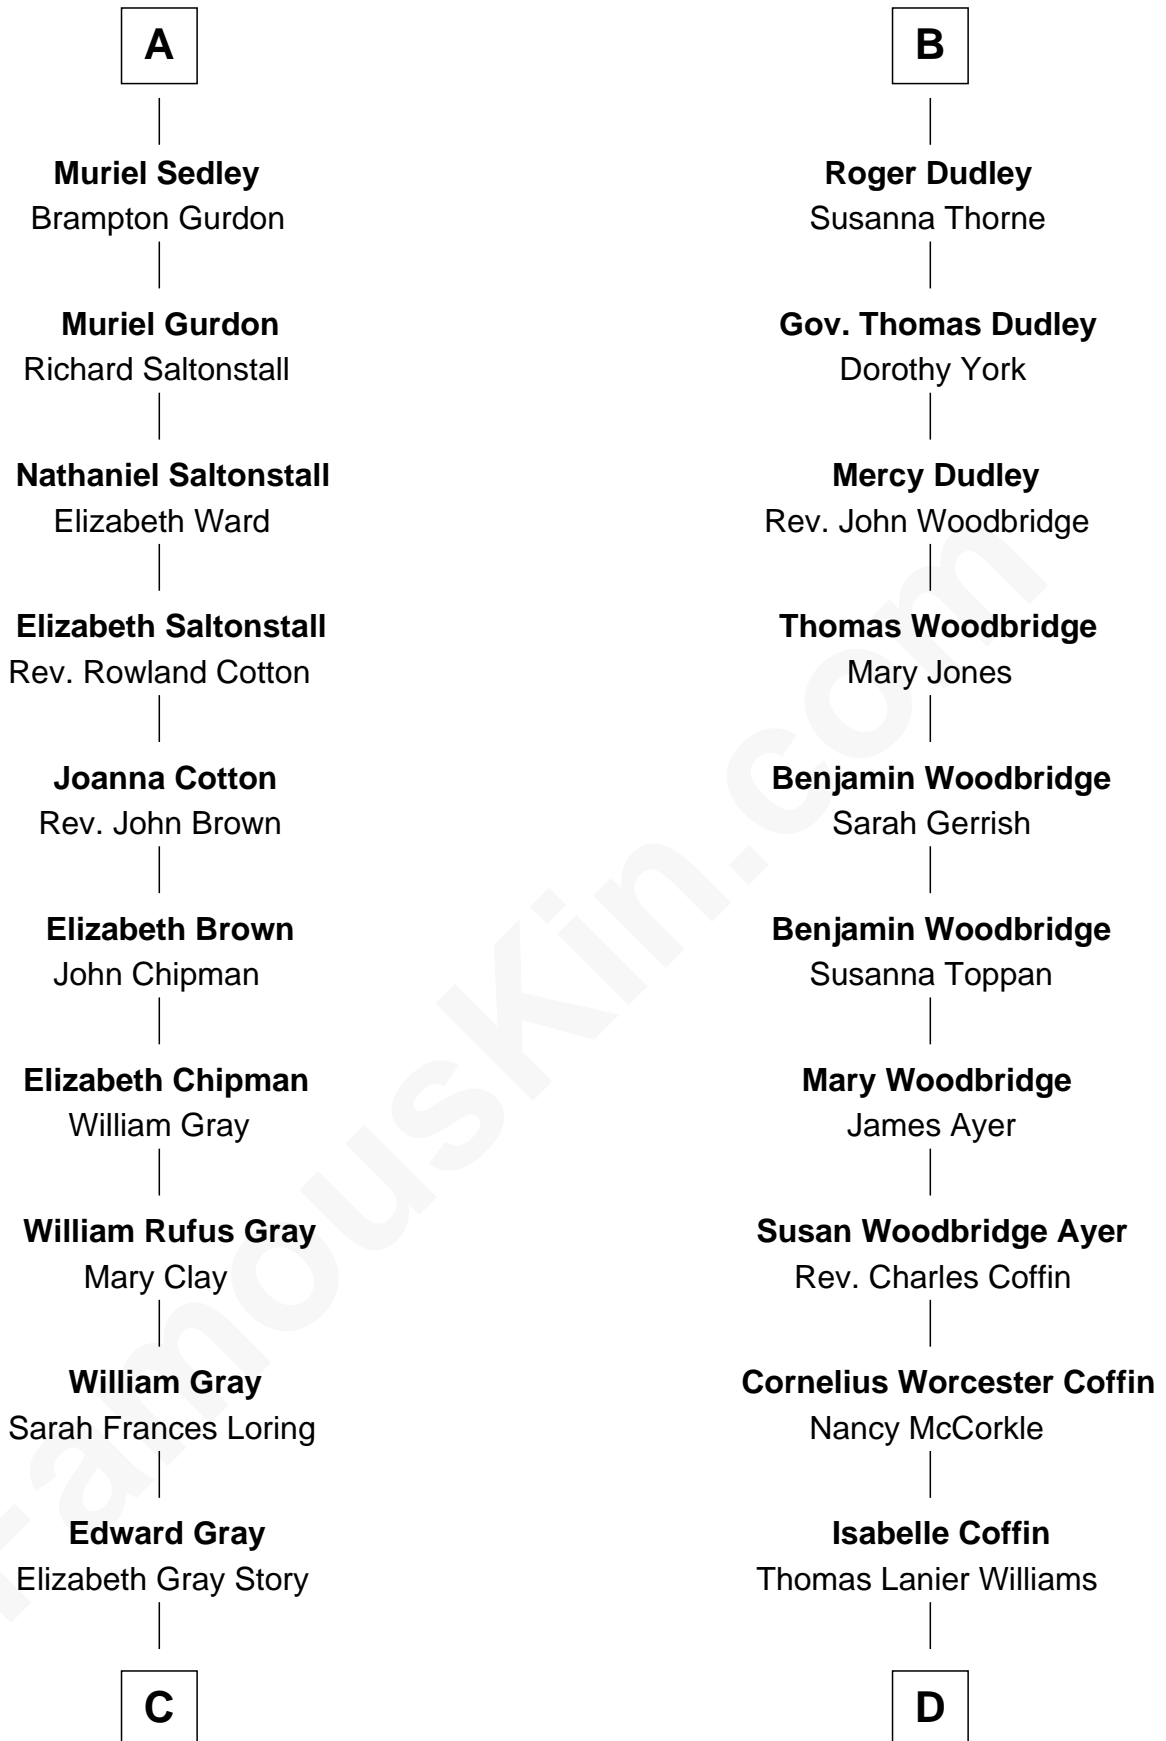 A
Muriel Sedley
Brampton Gurdon
Muriel Gurdon
Richard Saltonstall
Nathaniel Saltonstall
Elizabeth Ward
Elizabeth Saltonstall
Rev. Rowland Cotton
Joanna Cotton
Rev. John Brown
Elizabeth Brown
John Chipman
Elizabeth Chipman
William Gray
William Rufus Gray
Mary Clay
William Gray
Sarah Frances Loring
Edward Gray
Elizabeth Gray Story
C
B
Roger Dudley
Susanna Thorne
Gov. Thomas Dudley
Dorothy York
Mercy Dudley
Rev. John Woodbridge
Thomas Woodbridge
Mary Jones
Benjamin Woodbridge
Sarah Gerrish
Benjamin Woodbridge
Susanna Toppan
Mary Woodbridge
James Ayer
Susan Woodbridge Ayer
Rev. Charles Coffin
Cornelius Worcester Coffin
Nancy McCorkle
Isabelle Coffin
Thomas Lanier Williams
D
FamousKin.com